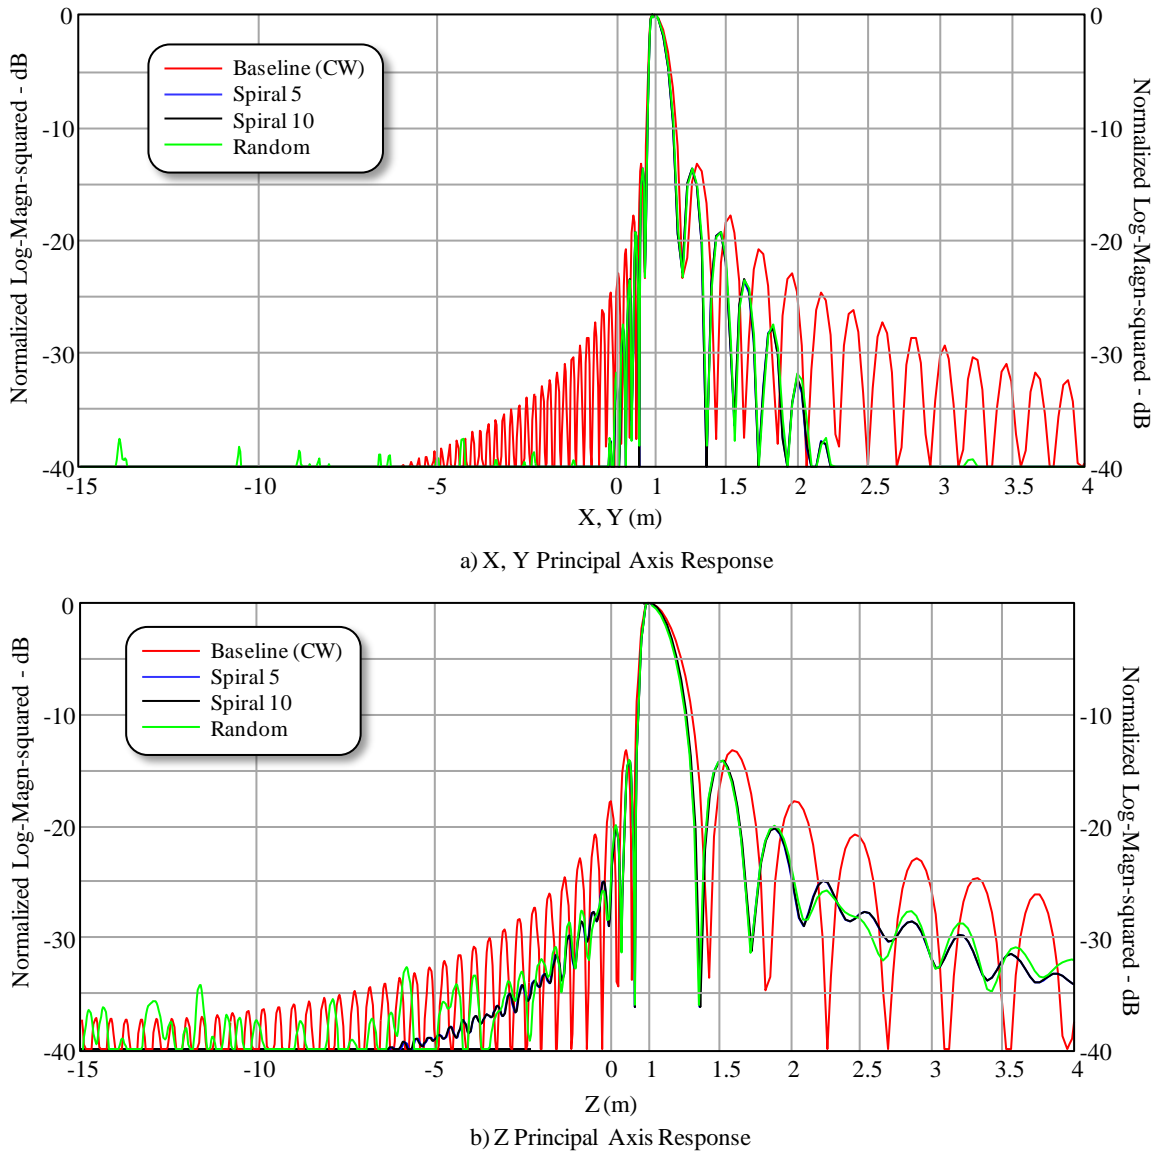 0
-10
-20
-30
-40
Normalized Log-Magn-squared - dB
Baseline (CW)
Spiral 5
Spiral 10
Random
0
-10
-20
-30
-40
Normalized Log-Magn-squared - dB
-15 -10 -5 0 1 1.5 2 2.5 3 3.5 4
X, Y (m)
a) X, Y Principal Axis Response
0
-10
-20
-30
-40
Normalized Log-Magn-squared - dB
Baseline (CW)
Spiral 5
Spiral 10
Random
-10
-20
-30
-40
Normalized Log-Magn-squared - dB
-15 -10 -5 0 1 1.5 2 2.5 3 3.5 4
Z (m)
b) Z Principal Axis Response